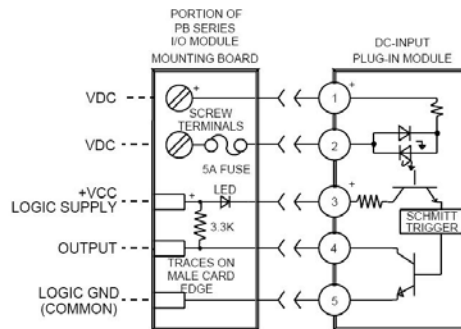 PORTION OF
PB SERIES
I/O MODULE
MOUNTING BOARD
DC-INPUT
PLUG-IN MODULE
VDC
+
1
+
SCREW
TERMINALS
VDC
2
5A FUSE
+VCC
LOGIC SUPPLY
+
LED
3
+
3.3K
SCHMITT
TRIGGER
OUTPUT
4
TRACES ON
MALE CARD
EDGE
LOGIC GND
(COMMON)
5